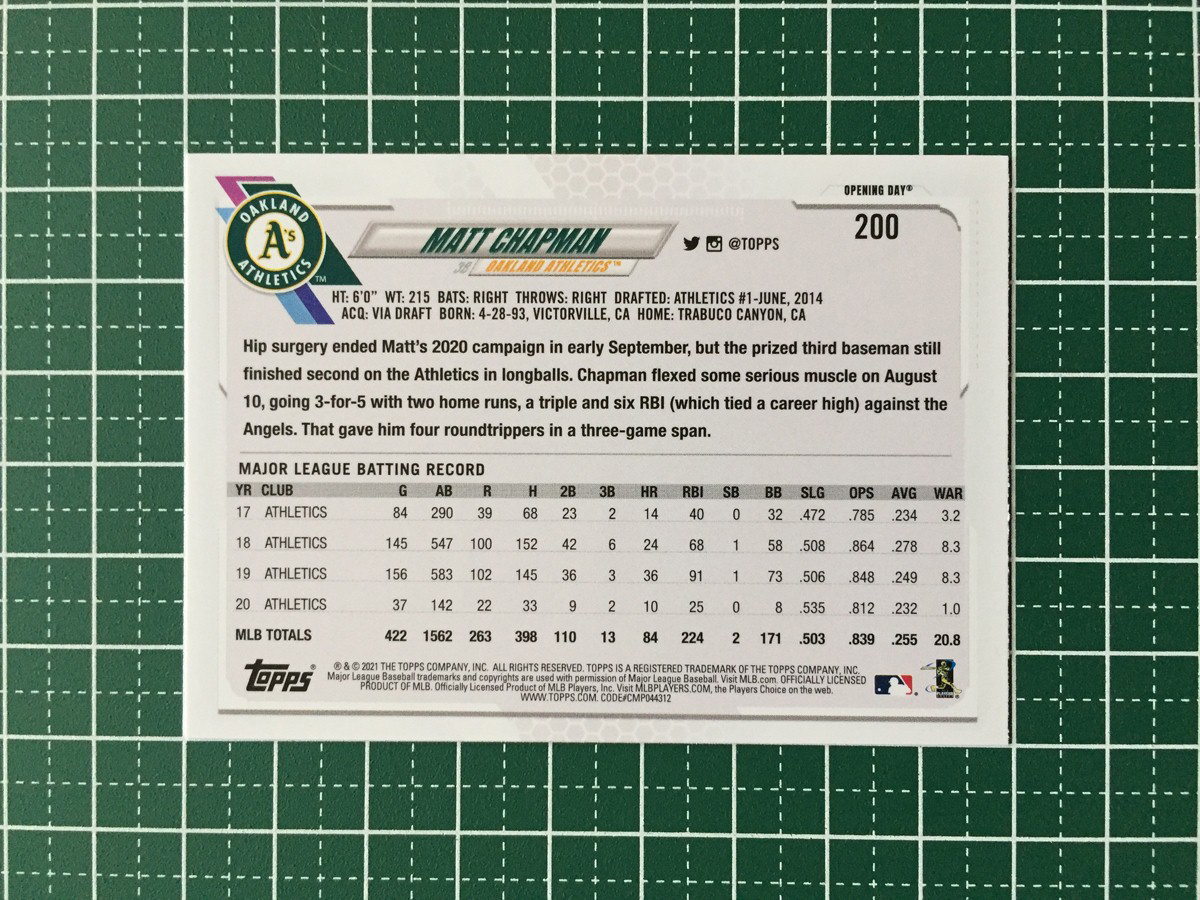 OPENING DAY®
200
OAKLAND
A's
ATHLETICS
TM
MATT CHAPMAN
@TOPPS
3B OAKLAND ATHLETICS™
HT: 6'0" WT: 215 BATS: RIGHT THROWS: RIGHT DRAFTED: ATHLETICS #1-JUNE, 2014
ACQ: VIA DRAFT BORN: 4-28-93, VICTORVILLE, CA HOME: TRABUCO CANYON, CA
Hip surgery ended Matt's 2020 campaign in early September, but the prized third baseman still
finished second on the Athletics in longballs. Chapman flexed some serious muscle on August
10, going 3-for-5 with two home runs, a triple and six RBI (which tied a career high) against the
Angels. That gave him four roundtrippers in a three-game span.
MAJOR LEAGUE BATTING RECORD
YR CLUB G AB R H 2B 3B HR RBI SB BB SLG OPS AVG WAR
17 ATHLETICS 84 290 39 68 23 2 14 40 0 32 .472 .785 .234 3.2
18 ATHLETICS 145 547 100 152 42 6 24 68 1 58 .508 .864 .278 8.3
19 ATHLETICS 156 583 102 145 36 3 36 91 1 73 .506 .848 .249 8.3
20 ATHLETICS 37 142 22 33 9 2 10 25 0 8 .535 .812 .232 1.0
MLB TOTALS 422 1562 263 398 110 13 84 224 2 171 .503 .839 .255 20.8
Topps®
® & © 2021 THE TOPPS COMPANY, INC. ALL RIGHTS RESERVED. TOPPS IS A REGISTERED TRADEMARK OF THE TOPPS COMPANY, INC.
Major League Baseball trademarks and copyrights are used with permission of Major League Baseball. Visit MLB.com. OFFICIALLY LICENSED
PRODUCT OF MLB. Officially Licensed Product of MLB Players, Inc. Visit MLBPLAYERS.COM, the Players Choice on the web.
WWW.TOPPS.COM. CODE#CMP044312